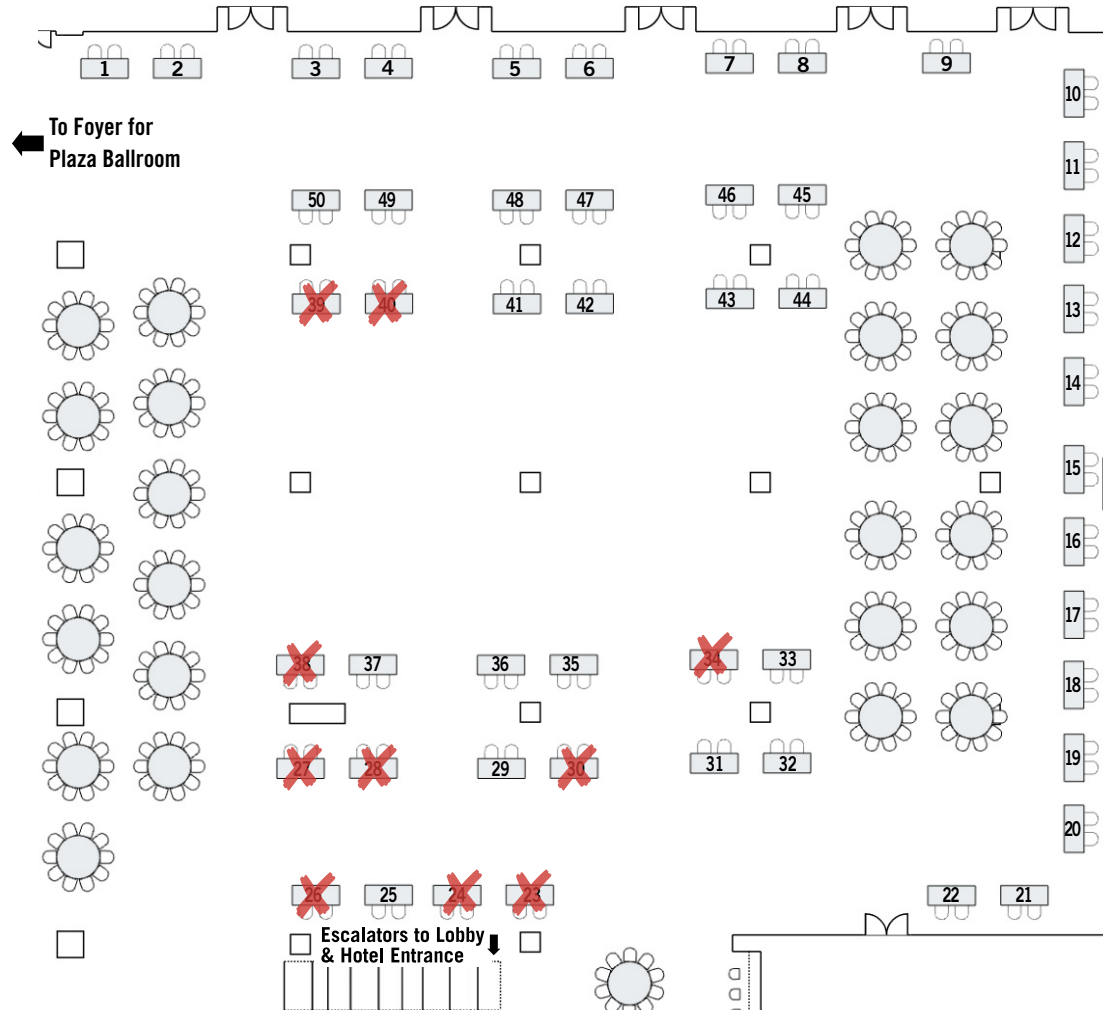 1 2 3 4 5 6 7 8 9
10
To Foyer for
Plaza Ballroom
11
50 49 48 47 46 45
12
39 40 41 42 43 44
13
14
15
16
17
38 37 36 35 34 33
18
27 28 29 30 31 32
19
20
26 25 24 23 22 21
Escalators to Lobby
& Hotel Entrance